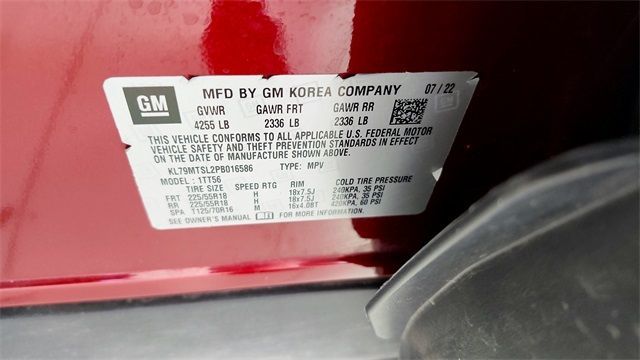 GM MFD BY GM KOREA COMPANY 07/22
GVWR GAWR FRT GAWR RR
4255 LB 2336 LB 2336 LB
THIS VEHICLE CONFORMS TO ALL APPLICABLE U.S. FEDERAL MOTOR
VEHICLE SAFETY AND THEFT PREVENTION STANDARDS IN EFFECT
ON THE DATE OF MANUFACTURE SHOWN ABOVE.
KL79MTSL2PB016586 TYPE: MPV
MODEL: 1TT56
TIRE SIZE SPEED RTG RIM COLD TIRE PRESSURE
FRT 225/55R18 H 18x7.5J 240KPA, 35 PSI
RR 225/55R18 H 18x7.5J 240KPA, 35 PSI
SPA T125/70R16 M 16x4.0BT 420KPA, 60 PSI
SEE OWNER'S MANUAL FOR MORE INFORMATION.